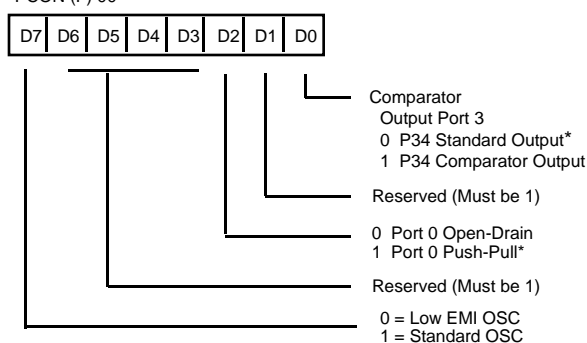 D7 D6 D5 D4 D3 D2 D1 D0
Comparator
Output Port 3
0 P34 Standard Output*
1 P34 Comparator Output
Reserved (Must be 1)
0 Port 0 Open-Drain
1 Port 0 Push-Pull*
Reserved (Must be 1)
0 = Low EMI OSC
1 = Standard OSC